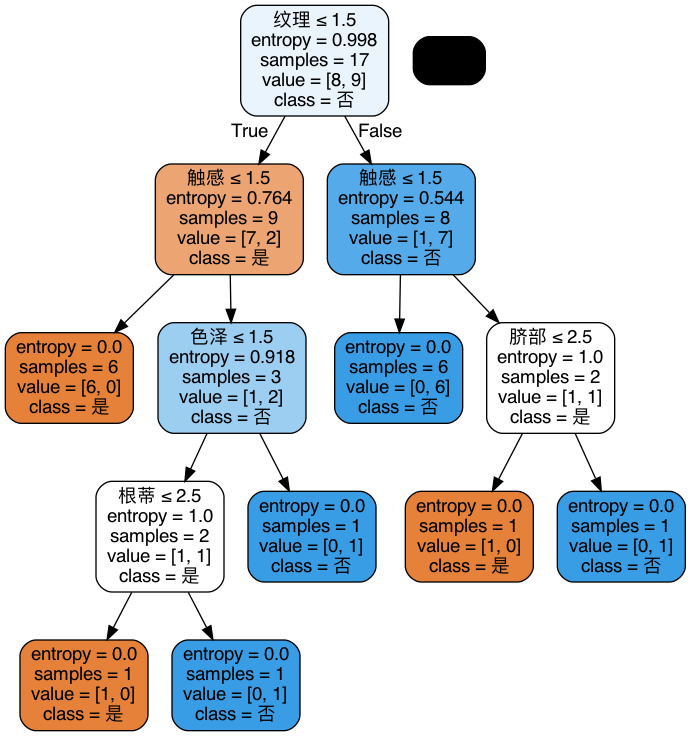 纹理 ≤ 1.5
entropy = 0.998
samples = 17
value = [8, 9]
class = 否
True
False
触感 ≤ 1.5
entropy = 0.764
samples = 9
value = [7, 2]
class = 是
触感 ≤ 1.5
entropy = 0.544
samples = 8
value = [1, 7]
class = 否
entropy = 0.0
samples = 6
value = [6, 0]
class = 是
色泽 ≤ 1.5
entropy = 0.918
samples = 3
value = [1, 2]
class = 否
entropy = 0.0
samples = 6
value = [0, 6]
class = 否
脐部 ≤ 2.5
entropy = 1.0
samples = 2
value = [1, 1]
class = 是
根蒂 ≤ 2.5
entropy = 1.0
samples = 2
value = [1, 1]
class = 是
entropy = 0.0
samples = 1
value = [0, 1]
class = 否
entropy = 0.0
samples = 1
value = [1, 0]
class = 是
entropy = 0.0
samples = 1
value = [0, 1]
class = 否
entropy = 0.0
samples = 1
value = [1, 0]
class = 是
entropy = 0.0
samples = 1
value = [0, 1]
class = 否